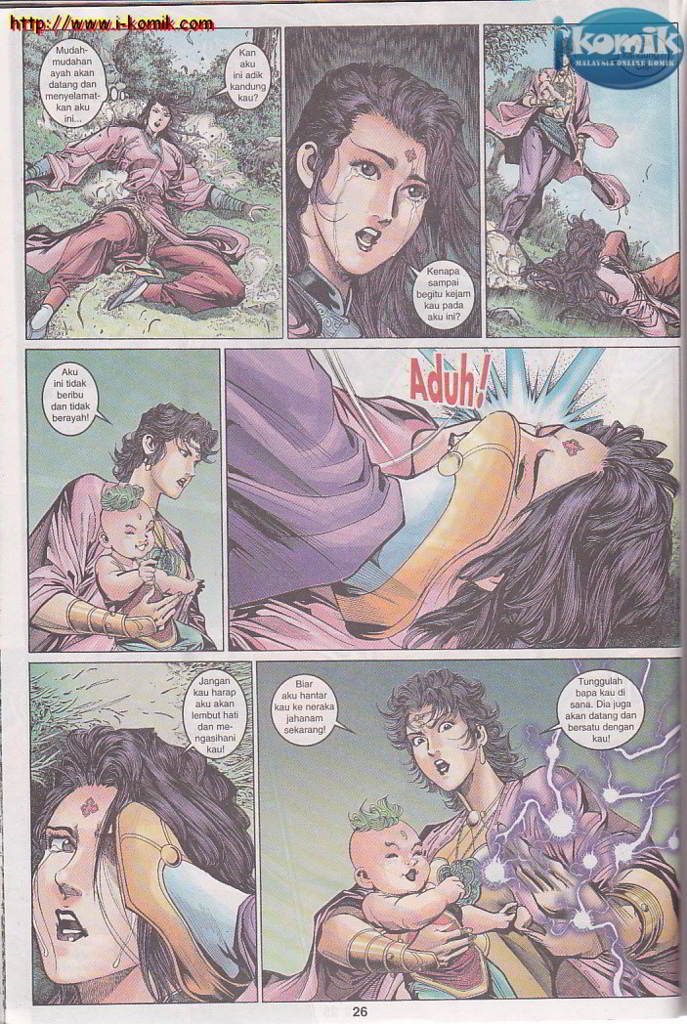 http://www.i-komik.com
ikomik
MALAYSIA ONLINE KOMIK
Mudah-
mudahan
ayah akan
datang dan
menyelamat-
kan aku
ini...
Kan
aku
ini adik
kandung
kau?
Kenapa
sampai
begitu kejam
kau pada
aku ini?
Aku
ini tidak
beribu
dan tidak
berayah!
Aduh!
Jangan
kau harap
aku akan
lembut hati
dan me-
ngasihani
kau!
Biar
aku hantar
kau ke neraka
jahanam
sekarang!
Tunggulah
bapa kau di
sana. Dia juga
akan datang dan
bersatu dengan
kau!
26